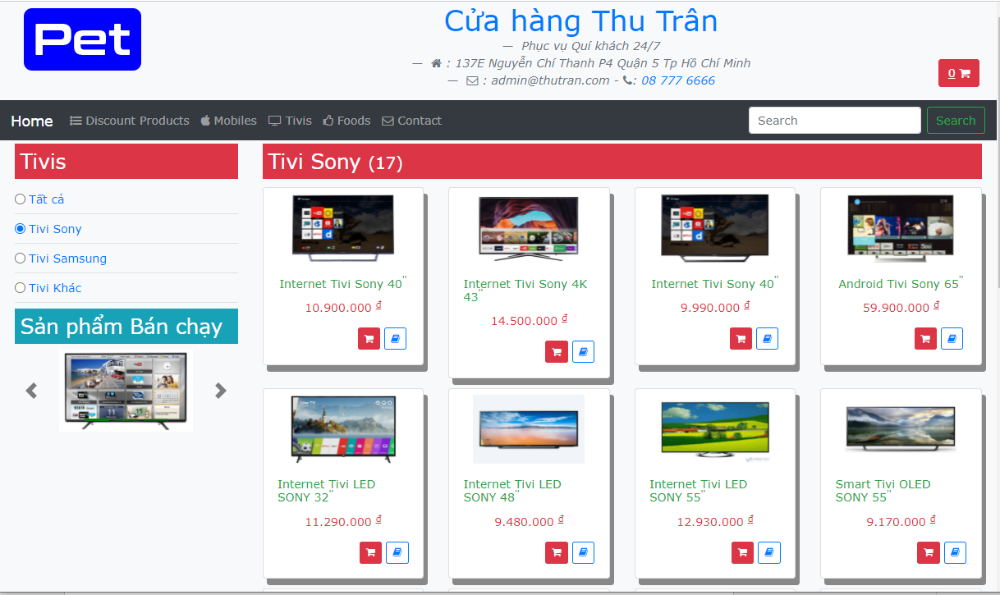 Pet
Cửa hàng Thu Trân
— Phục vụ Quí khách 24/7
— : 137E Nguyễn Chí Thanh P4 Quận 5 Tp Hồ Chí Minh
— : admin@thutran.com - : 08 777 6666
0
Home Discount Products Mobiles Tivis Foods Contact Search Search
Tivis
Tất cả
Tivi Sony
Tivi Samsung
Tivi Khác
Sản phẩm Bán chạy
Tivi Sony (17)
Internet Tivi Sony 40"
10.900.000 đ
Internet Tivi Sony 4K
43"
14.500.000 đ
Internet Tivi Sony 40"
9.990.000 đ
Android Tivi Sony 65"
59.900.000 đ
Internet Tivi LED
SONY 32"
11.290.000 đ
Internet Tivi LED
SONY 48"
9.480.000 đ
Internet Tivi LED
SONY 55"
12.930.000 đ
Smart Tivi OLED
SONY 55"
9.170.000 đ